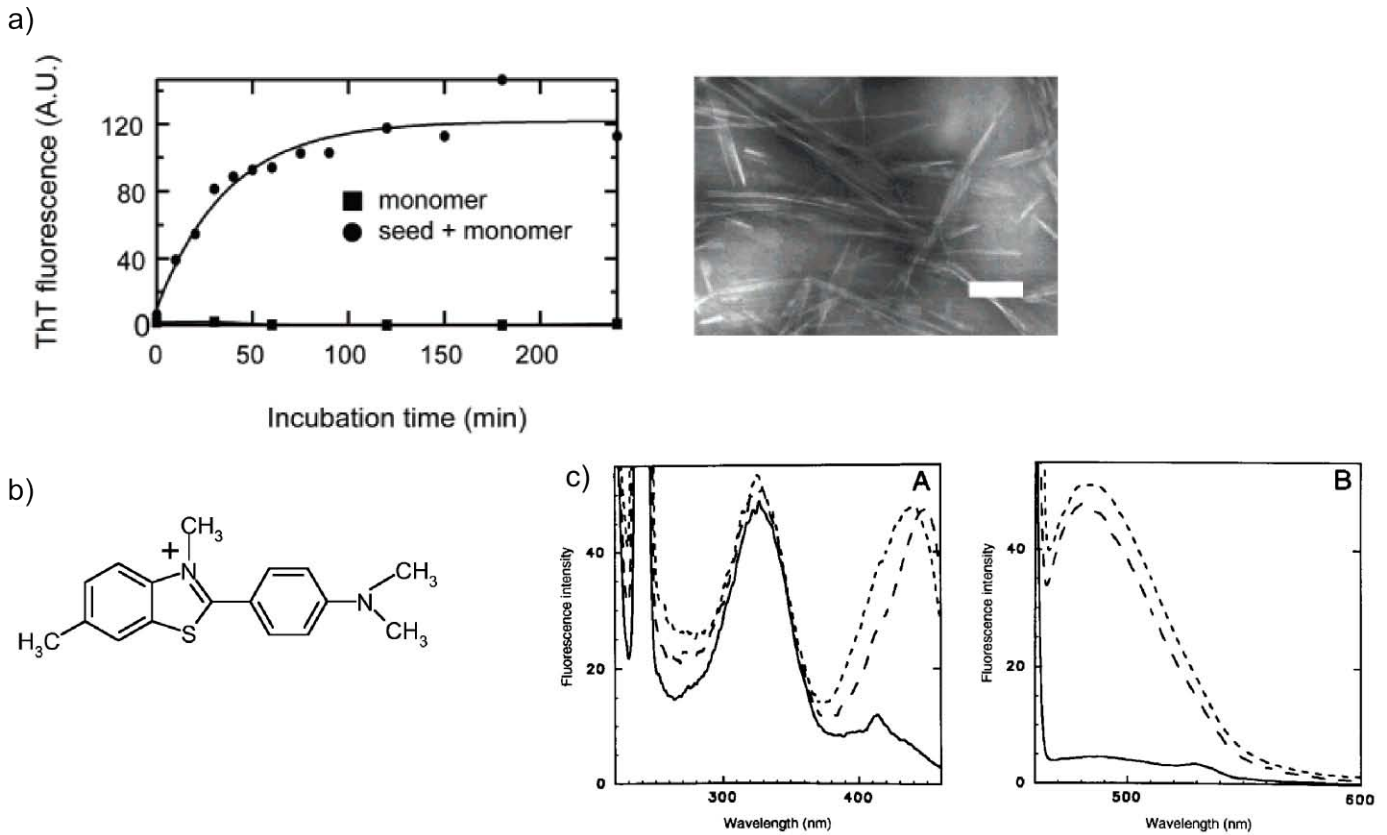 a)
ThT fluorescence (A.U.)
120
80
40
0
0 50 100 150 200
monomer
seed + monomer
Incubation time (min)
b)
CH3
+
N
S
H3C
N
CH3
CH3
c)
A
Fluorescence intensity
40
20
0
300 400
Wavelength (nm)
B
Fluorescence intensity
40
20
0
500 600
Wavelength (nm)